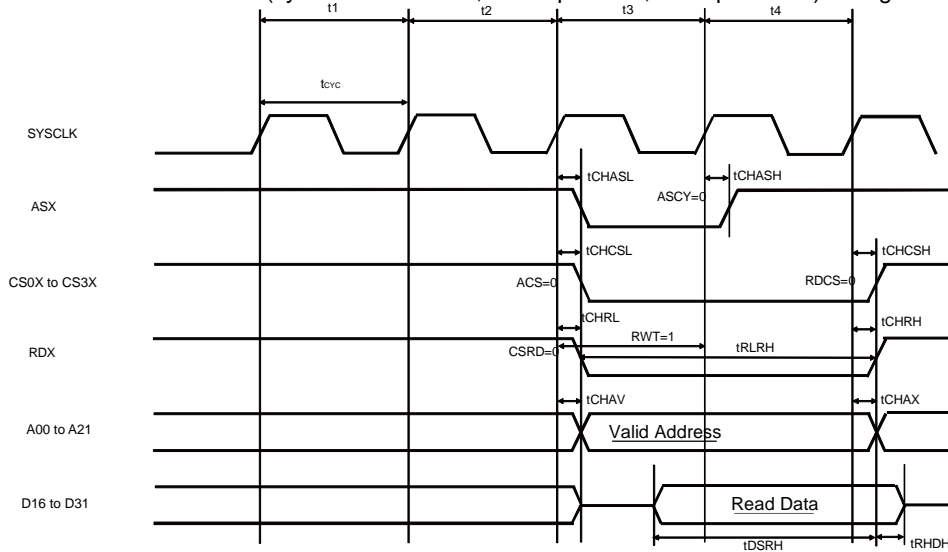 t1 t2 t3 t4
tCYC
SYSCLK
tCHASL tCHASH
ASX ASCY=0
tCHCSL tCHCSH
CS0X to CS3X ACS=0 RDCS=0
tCHRL tCHRH
RWT=1
RDX CSRD=0 tRLRH
tCHAV tCHAX
A00 to A21 Valid Address
D16 to D31 Read Data
tDSRH tRHDH